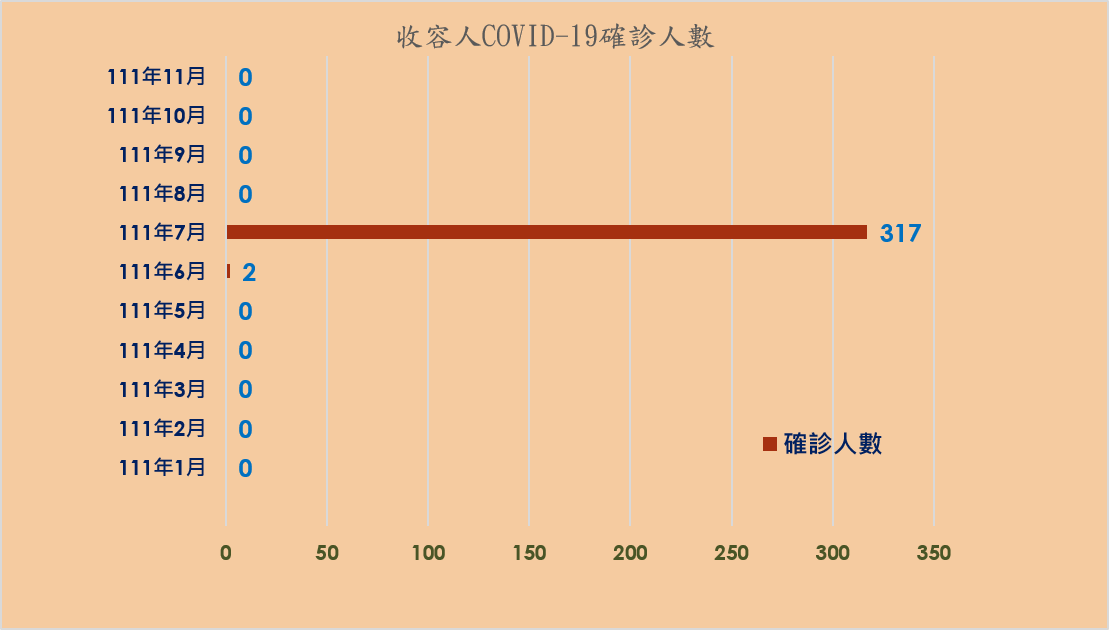 收容人COVID-19確診人數
111年11月 0
111年10月 0
111年9月 0
111年8月 0
111年7月 317
111年6月 2
111年5月 0
111年4月 0
111年3月 0
111年2月 0
確診人數
111年1月 0
0 50 100 150 200 250 300 350